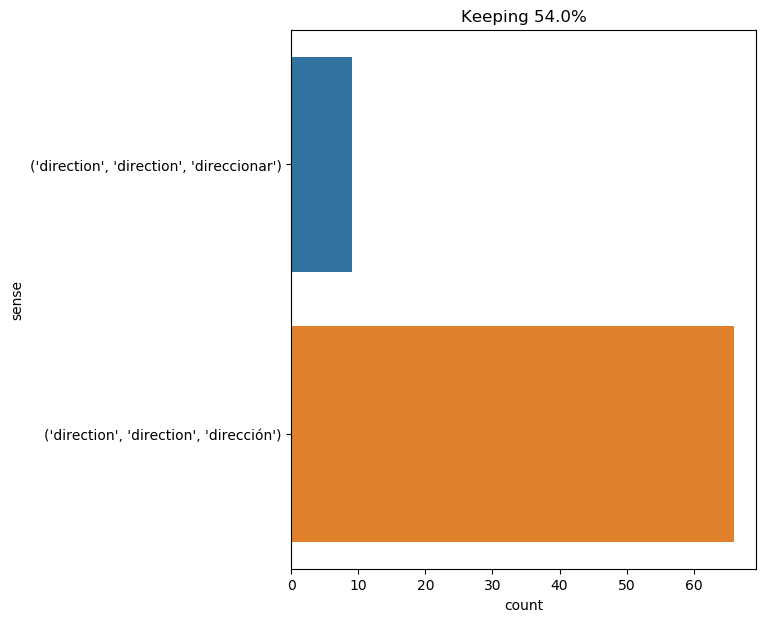 Keeping 54.0%
('direction', 'direction', 'direccionar')
('direction', 'direction', 'dirección')
sense
0 10 20 30 40 50 60
count